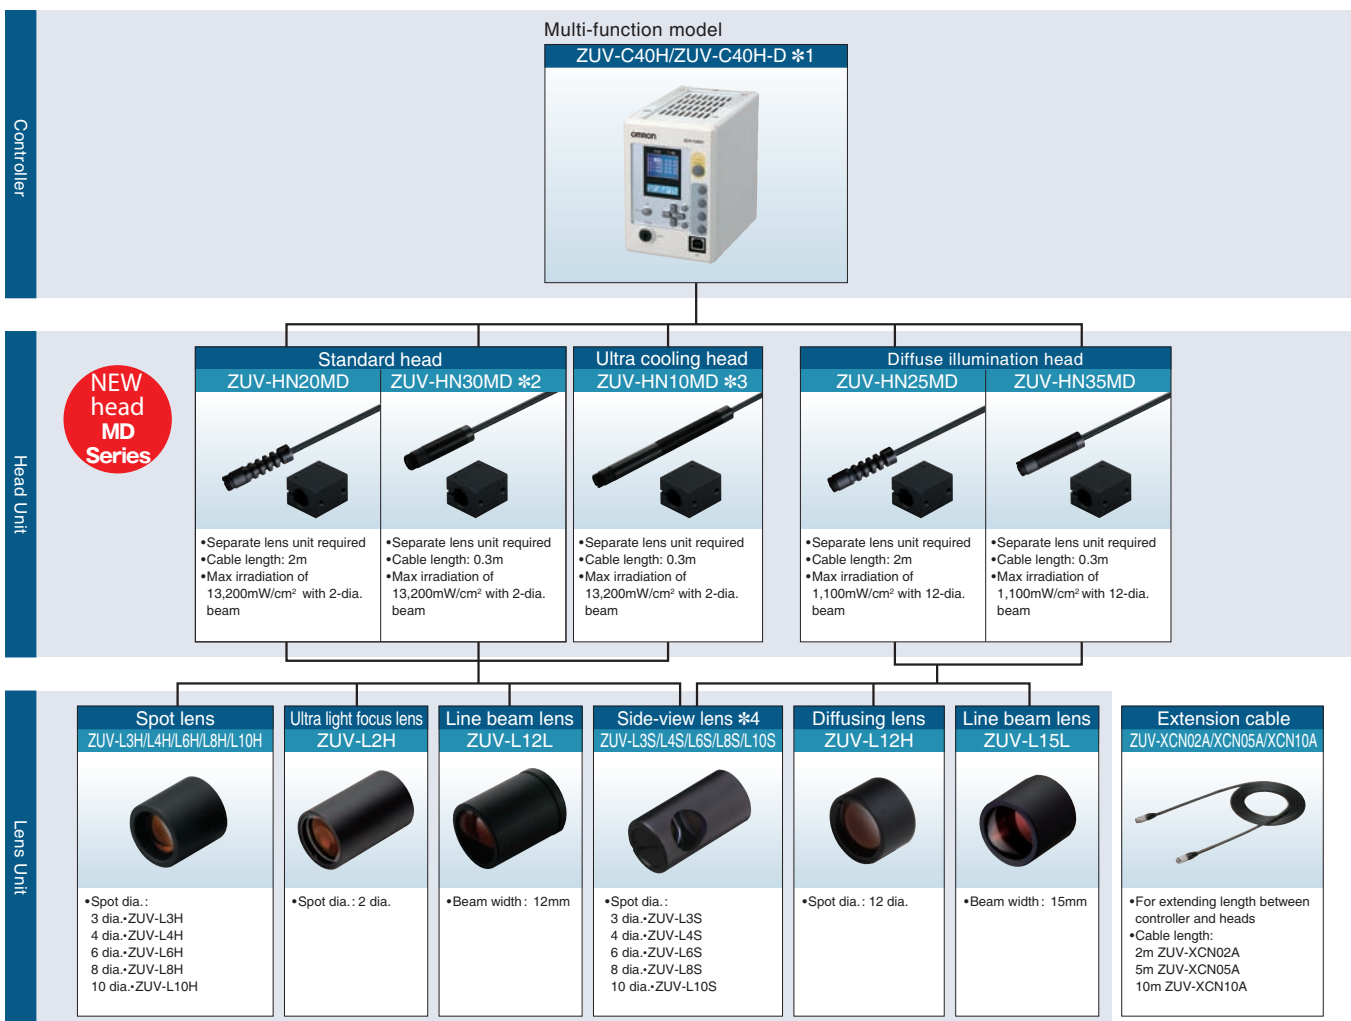 Controller
Multi-function model
ZUV-C40H/ZUV-C40H-D ✻1
OMRON
Head Unit
NEW
head
MD
Series
Standard head
ZUV-HN20MD
•Separate lens unit required
•Cable length: 2m
•Max irradiation of
13,200mW/cm² with 2-dia.
beam
ZUV-HN30MD ✻2
•Separate lens unit required
•Cable length: 0.3m
•Max irradiation of
13,200mW/cm² with 2-dia.
beam
Ultra cooling head
ZUV-HN10MD ✻3
•Separate lens unit required
•Cable length: 0.3m
•Max irradiation of
13,200mW/cm² with 2-dia.
beam
Diffuse illumination head
ZUV-HN25MD
•Separate lens unit required
•Cable length: 2m
•Max irradiation of
1,100mW/cm² with 12-dia.
beam
ZUV-HN35MD
•Separate lens unit required
•Cable length: 0.3m
•Max irradiation of
1,100mW/cm² with 12-dia.
beam
Lens Unit
Spot lens
ZUV-L3H/L4H/L6H/L8H/L10H
•Spot dia.:
3 dia.•ZUV-L3H
4 dia.•ZUV-L4H
6 dia.•ZUV-L6H
8 dia.•ZUV-L8H
10 dia.•ZUV-L10H
Ultra light focus lens
ZUV-L2H
•Spot dia.: 2 dia.
Line beam lens
ZUV-L12L
•Beam width: 12mm
Side-view lens ✻4
ZUV-L3S/L4S/L6S/L8S/L10S
•Spot dia.:
3 dia.•ZUV-L3S
4 dia.•ZUV-L4S
6 dia.•ZUV-L6S
8 dia.•ZUV-L8S
10 dia.•ZUV-L10S
Diffusing lens
ZUV-L12H
•Spot dia.: 12 dia.
Line beam lens
ZUV-L15L
•Beam width: 15mm
Extension cable
ZUV-XCN02A/XCN05A/XCN10A
•For extending length between
controller and heads
•Cable length:
2m ZUV-XCN02A
5m ZUV-XCN05A
10m ZUV-XCN10A